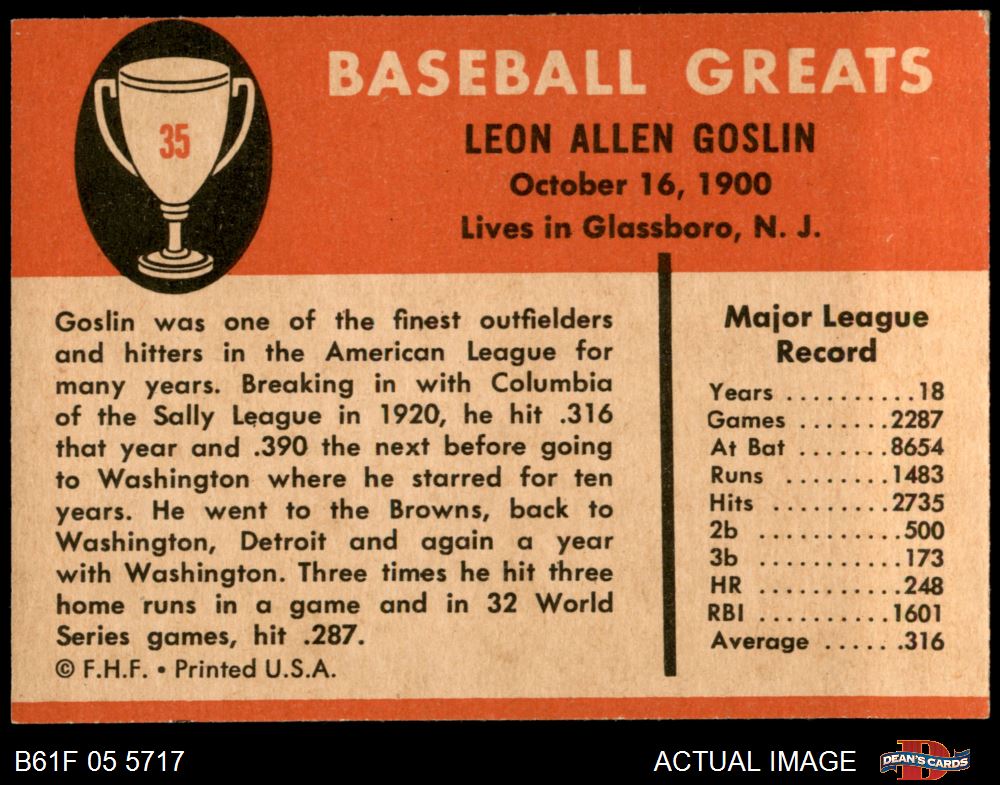 35
BASEBALL GREATS
LEON ALLEN GOSLIN
October 16, 1900
Lives in Glassboro, N. J.
Goslin was one of the finest outfielders
and hitters in the American League for
many years. Breaking in with Columbia
of the Sally League in 1920, he hit .316
that year and .390 the next before going
to Washington where he starred for ten
years. He went to the Browns, back to
Washington, Detroit and again a year
with Washington. Three times he hit three
home runs in a game and in 32 World
Series games, hit .287.
© F.H.F. • Printed U.S.A.
Major League
Record
Years . . . . . . . . . . 18
Games . . . . . . . 2287
At Bat . . . . . . . 8654
Runs . . . . . . . . 1483
Hits . . . . . . . . . 2735
2b . . . . . . . . . . 500
3b . . . . . . . . . . 173
HR . . . . . . . . . . 248
RBI . . . . . . . . . 1601
Average . . . . . . .316
B61F 05 5717
ACTUAL IMAGE
D
DEAN'S CARDS